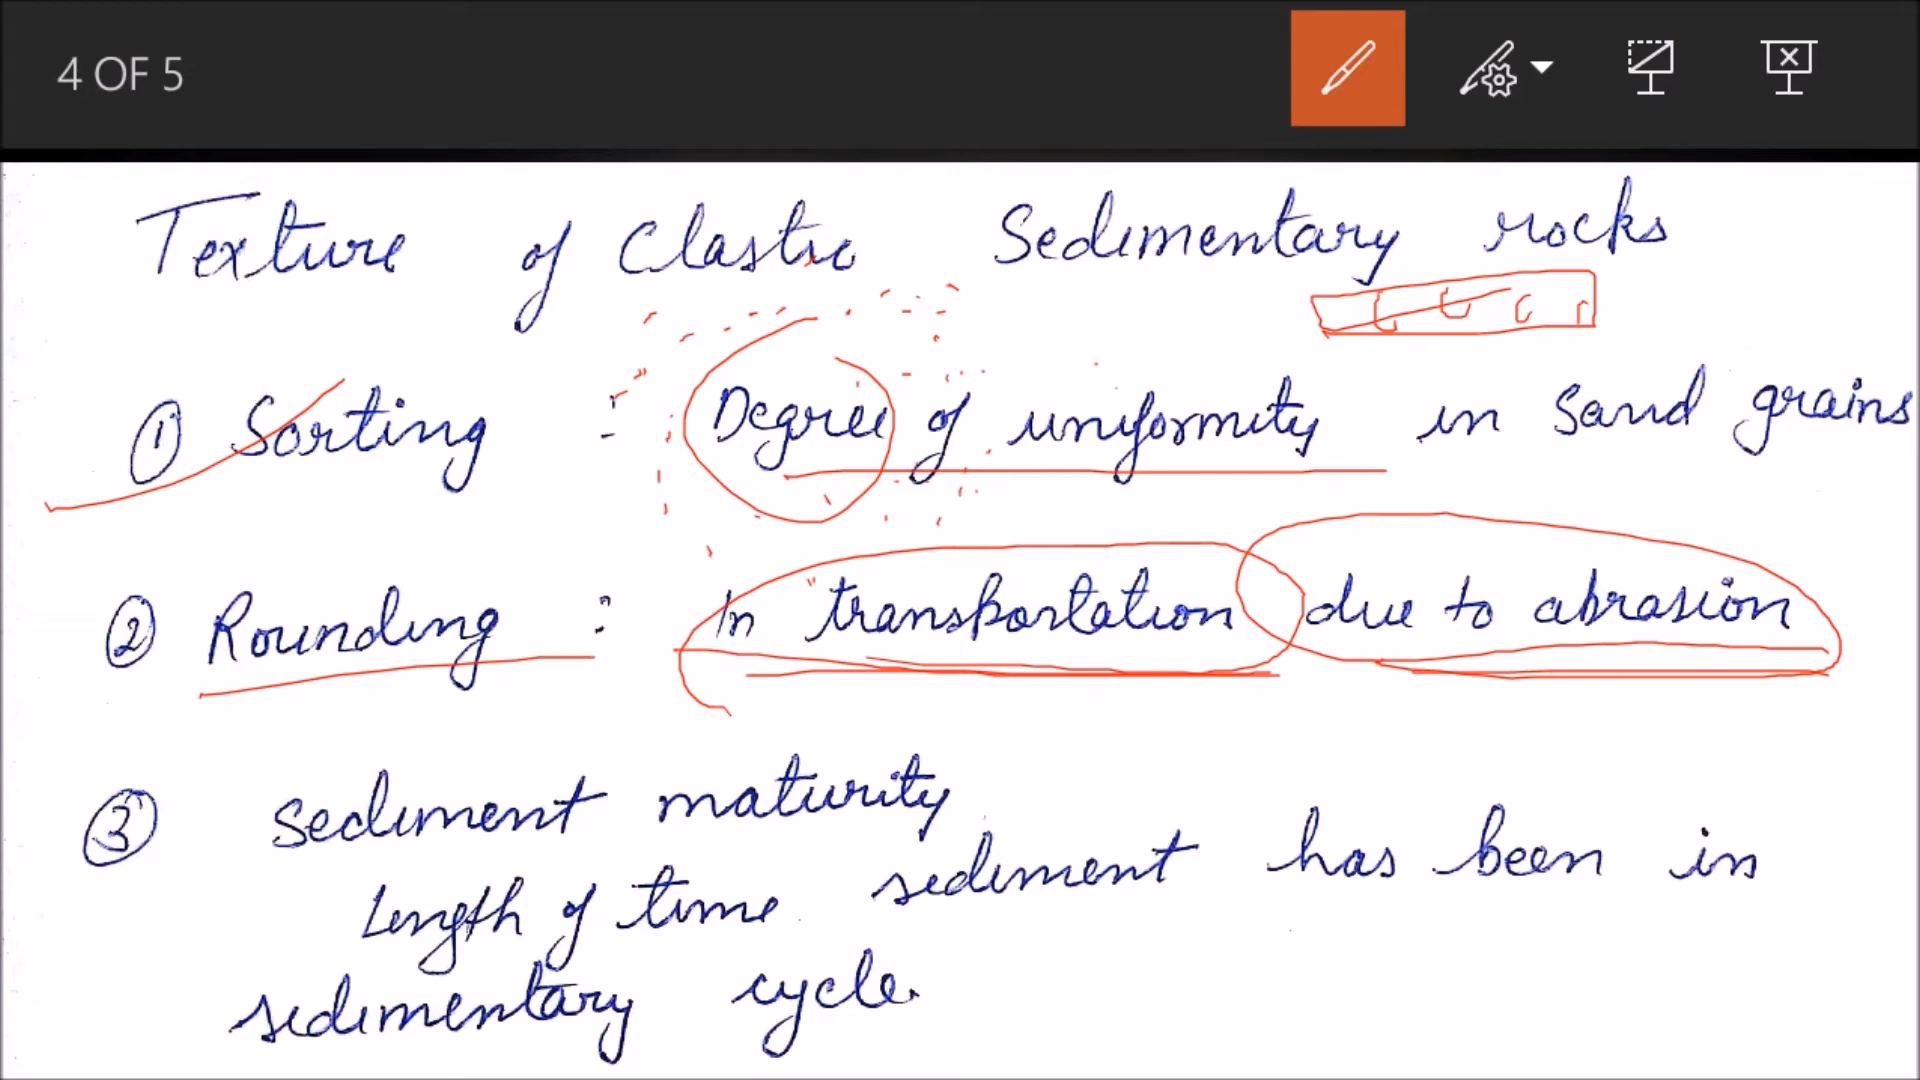 4 OF 5
Texture of Clastic Sedimentary rocks
① Sorting : Degree of uniformity in Sand grains
② Rounding : In transportation due to abrasion
③ Sediment maturity
Length of time sediment has been in
sedimentary cycle.